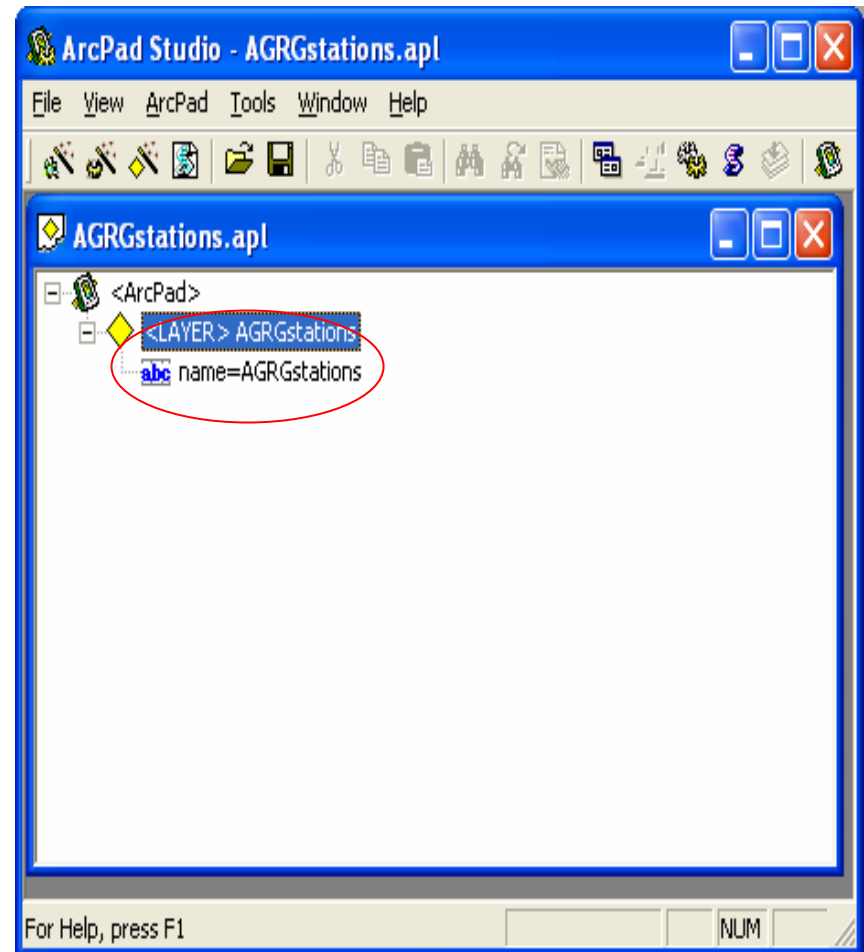 ArcPad Studio - AGRGstations.apl
File View ArcPad Tools Window Help
AGRGstations.apl
<ArcPad>
<LAYER> AGRGstations
abc name=AGRGstations
For Help, press F1
NUM